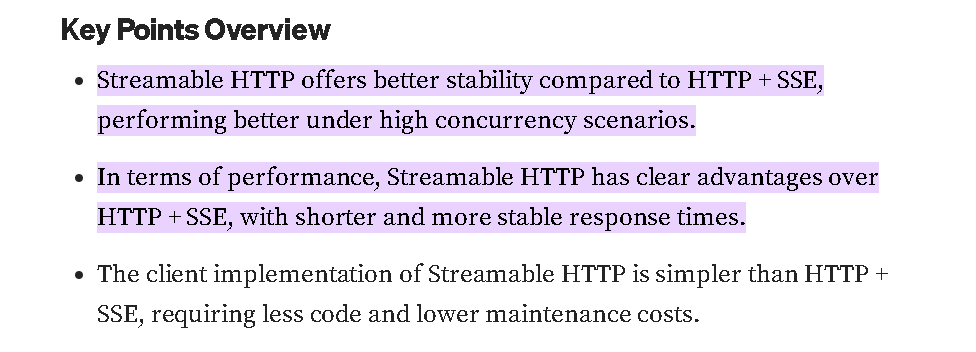 Key Points Overview
• Streamable HTTP offers better stability compared to HTTP + SSE,
performing better under high concurrency scenarios.
• In terms of performance, Streamable HTTP has clear advantages over
HTTP + SSE, with shorter and more stable response times.
• The client implementation of Streamable HTTP is simpler than HTTP +
SSE, requiring less code and lower maintenance costs.